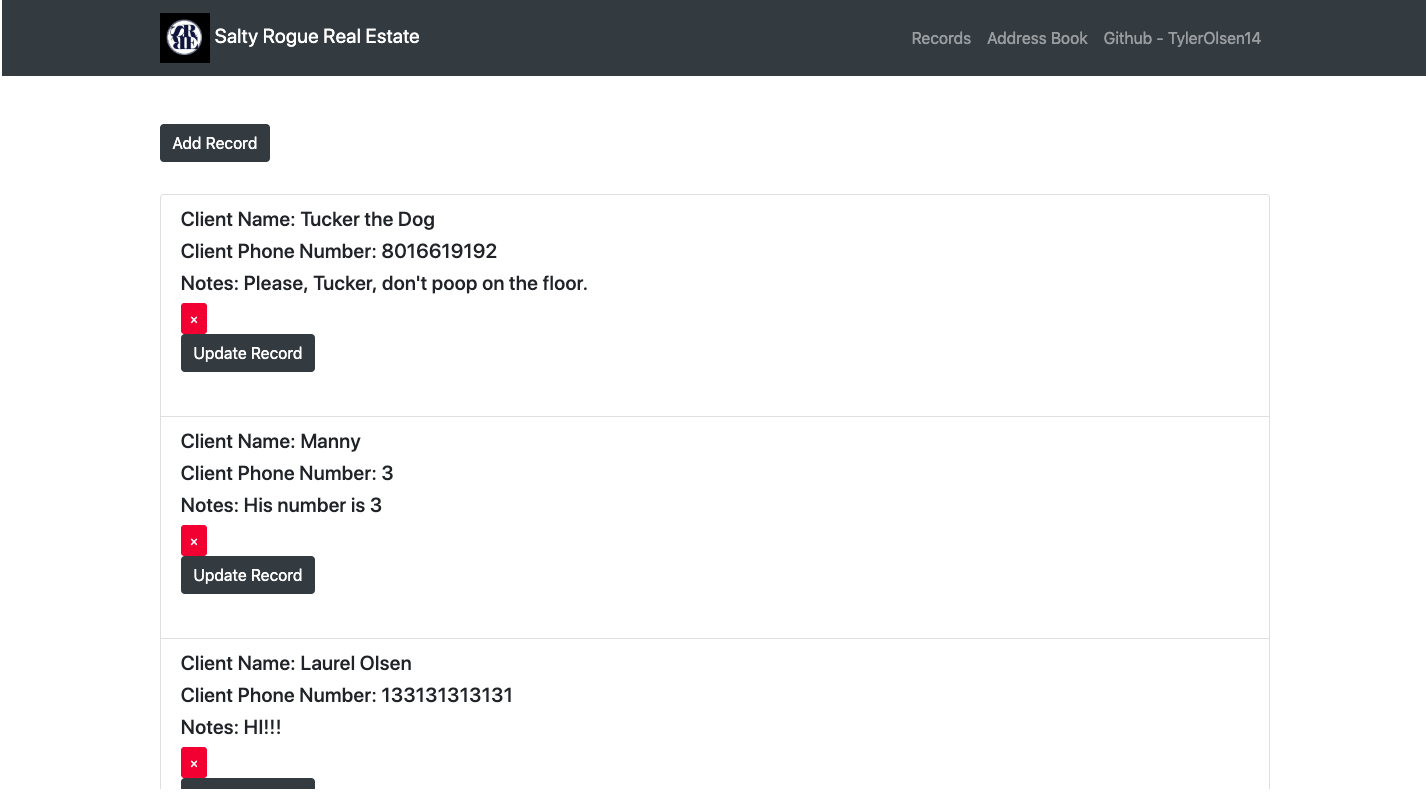 Salty Rogue Real Estate
Records Address Book Github - TylerOlsen14
Add Record
Client Name: Tucker the Dog
Client Phone Number: 8016619192
Notes: Please, Tucker, don't poop on the floor.
×
Update Record
Client Name: Manny
Client Phone Number: 3
Notes: His number is 3
×
Update Record
Client Name: Laurel Olsen
Client Phone Number: 133131313131
Notes: HI!!!
×